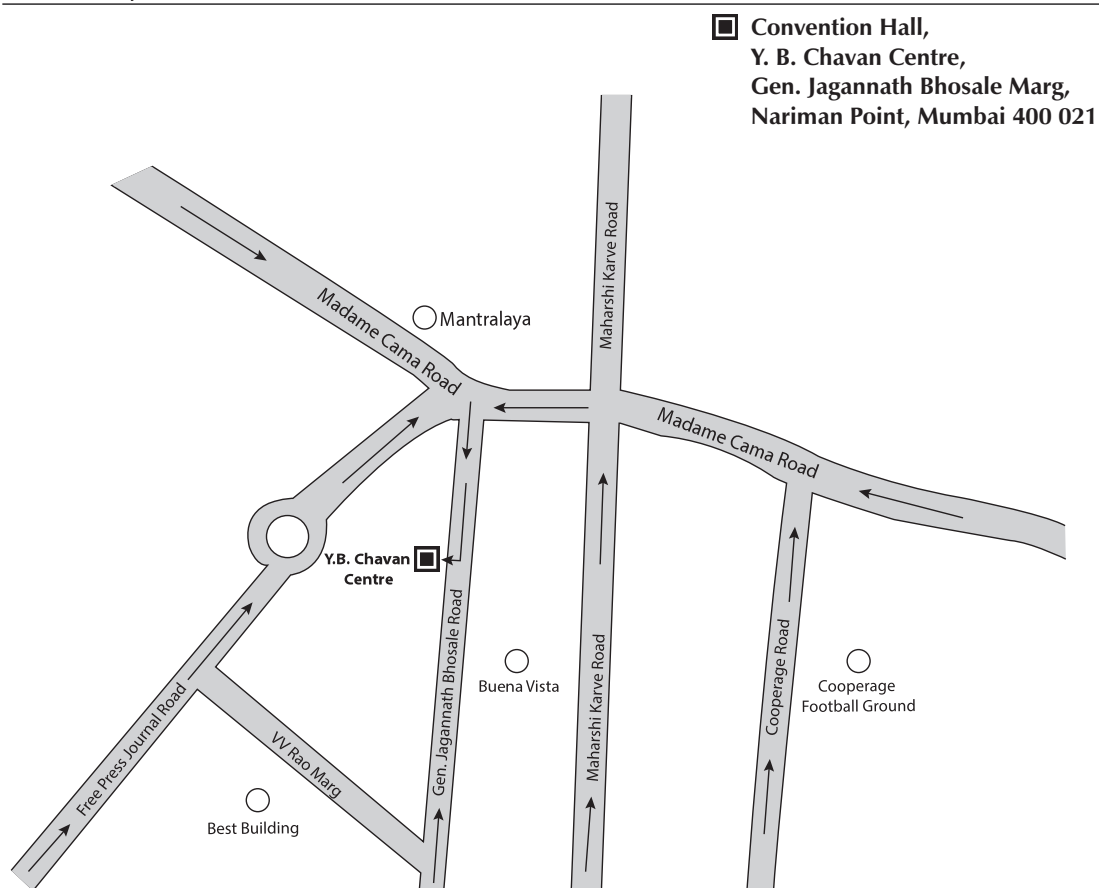 Convention Hall,
Y. B. Chavan Centre,
Gen. Jagannath Bhosale Marg,
Nariman Point, Mumbai 400 021
Maharshi Karve Road
Madame Cama Road
Mantralaya
Madame Cama Road
Y.B. Chavan
Centre
Gen. Jagannath Bhosale Road
Buena Vista
Maharshi Karve Road
Cooperage Road
Cooperage
Football Ground
Free Press Journal Road
VV Rao Marg
Best Building